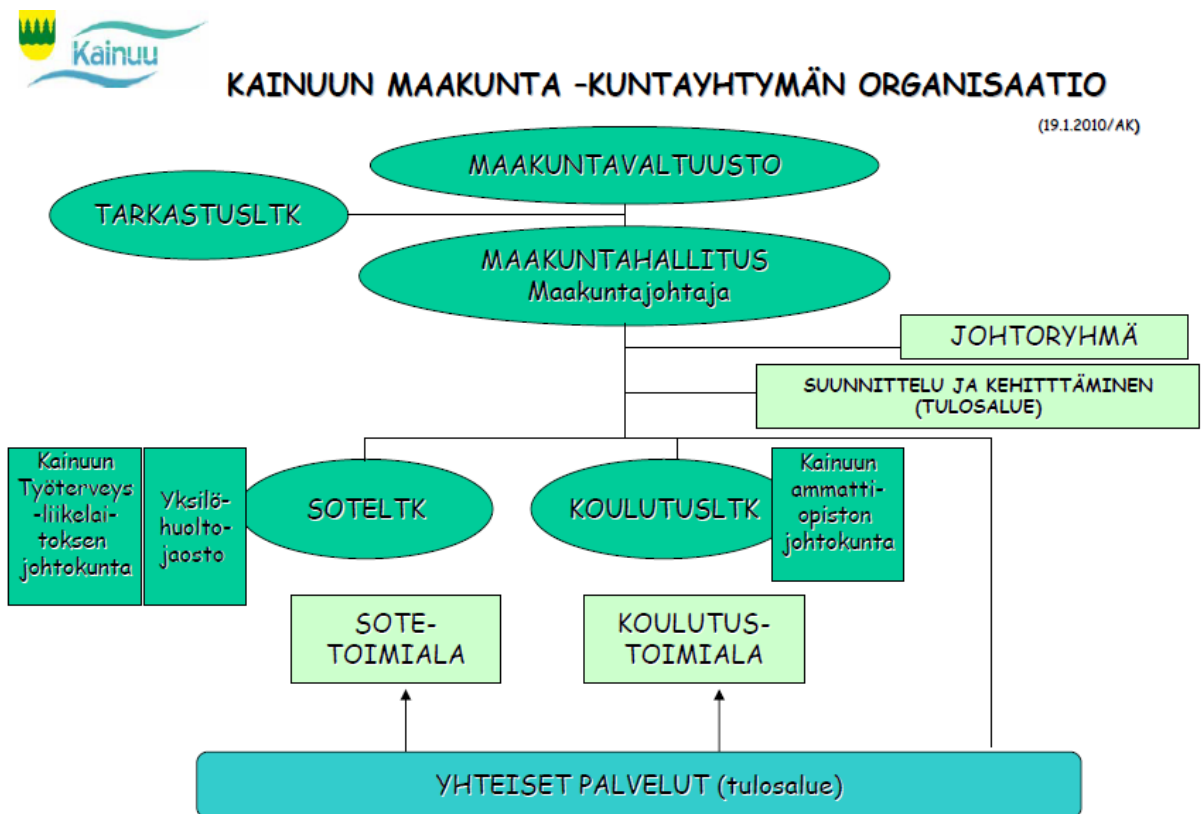 Kainuu
KAINUUN MAAKUNTA -KUNTAYHTYMÄN ORGANISAATIO
(19.1.2010/AK)
MAAKUNTAVALTUUSTO
TARKASTUSLTK
MAAKUNTAHALLITUS
Maakuntajohtaja
JOHTORYHMÄ
SUUNNITTELU JA KEHITTTÄMINEN
(TULOSALUE)
Kainuun
Työterveys
-liikelai-
toksen
johtokunta
Yksilö-
huolto-
jaosto
SOTELTK
KOULUTUSLTK
Kainuun
ammatti-
opiston
johtokunta
SOTE-
TOIMIALA
KOULUTUS-
TOIMIALA
YHTEISET PALVELUT (tulosalue)